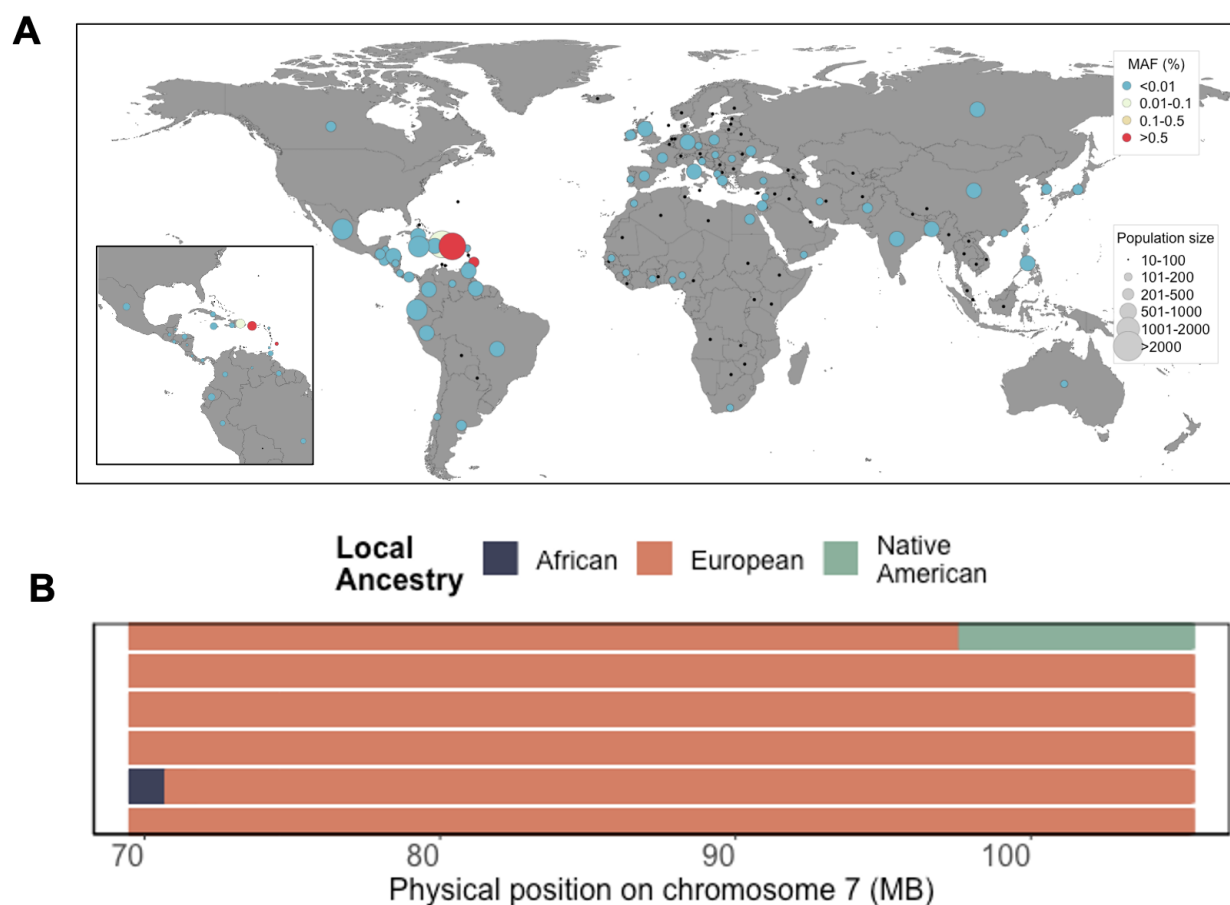 A
MAF (%)
<0.01
0.01-0.1
0.1-0.5
>0.5
Population size
10-100
101-200
201-500
501-1000
1001-2000
>2000
B
Local
Ancestry
African
European
Native
American
70
80
90
100
Physical position on chromosome 7 (MB)